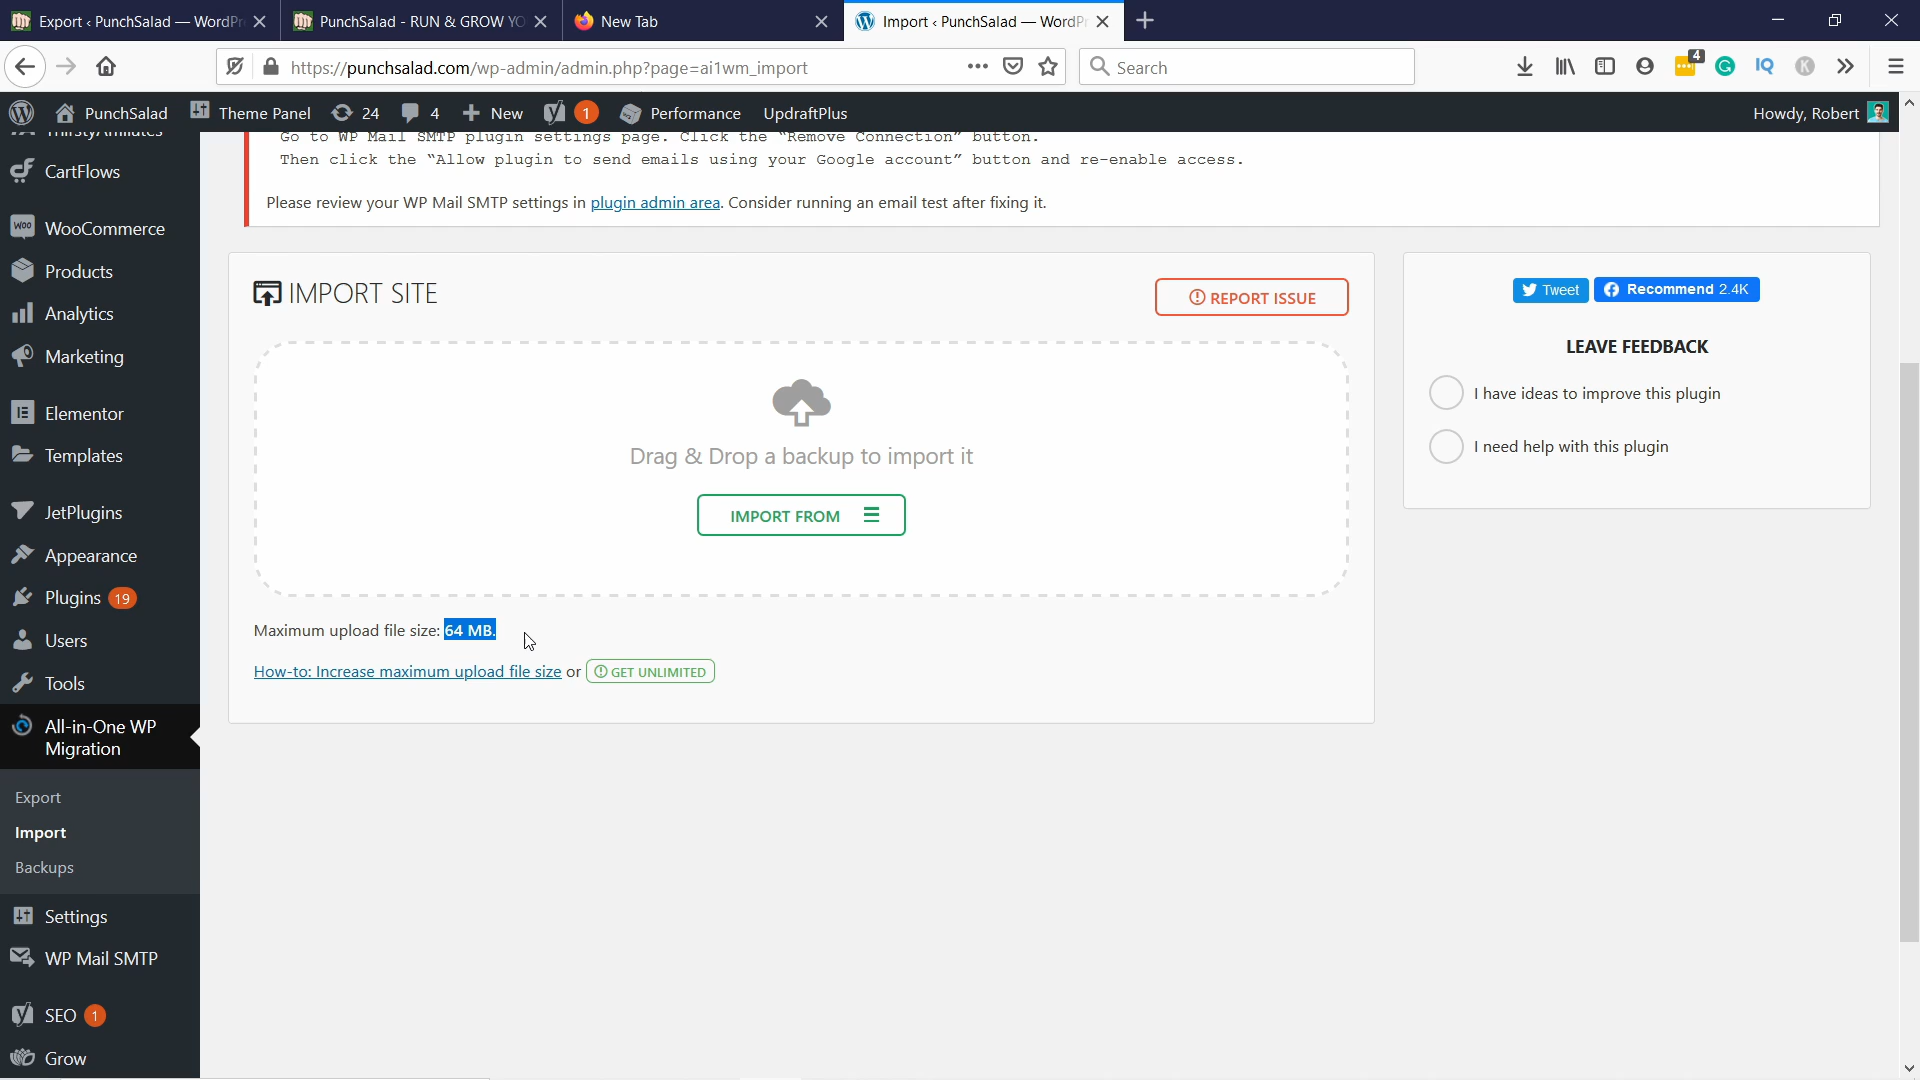 Export ‹ PunchSalad — WordPr
PunchSalad - RUN & GROW YO
New Tab
Import ‹ PunchSalad — WordPr
https://punchsalad.com/wp-admin/admin.php?page=ai1wm_import
Search
4
IQ
K
PunchSalad
Theme Panel
24
4
New
1
Performance
UpdraftPlus
Howdy, Robert
ThirstyAffiliates
CartFlows
WooCommerce
Products
Analytics
Marketing
Elementor
Templates
JetPlugins
Appearance
Plugins 19
Users
Tools
All-in-One WP
Migration
Export
Import
Backups
Settings
WP Mail SMTP
SEO 1
Grow
Go to WP Mail SMTP plugin settings page. Click the “Remove Connection” button.
Then click the “Allow plugin to send emails using your Google account” button and re-enable access.
Please review your WP Mail SMTP settings in plugin admin area. Consider running an email test after fixing it.
IMPORT SITE
REPORT ISSUE
Drag & Drop a backup to import it
IMPORT FROM
Maximum upload file size: 64 MB.
How-to: Increase maximum upload file size or GET UNLIMITED
Tweet
Recommend 2.4K
LEAVE FEEDBACK
I have ideas to improve this plugin
I need help with this plugin